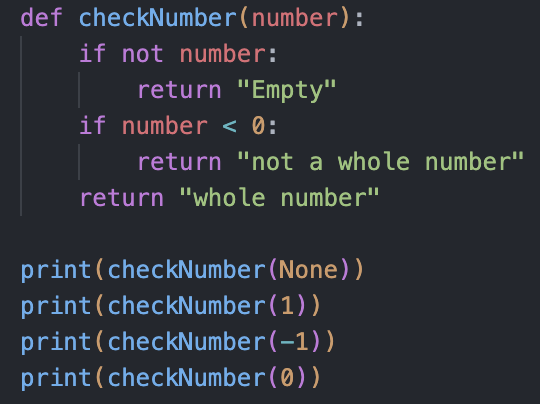 def checkNumber(number):
    if not number:
        return "Empty"
    if number < 0:
        return "not a whole number"
    return "whole number"

print(checkNumber(None))
print(checkNumber(1))
print(checkNumber(-1))
print(checkNumber(0))